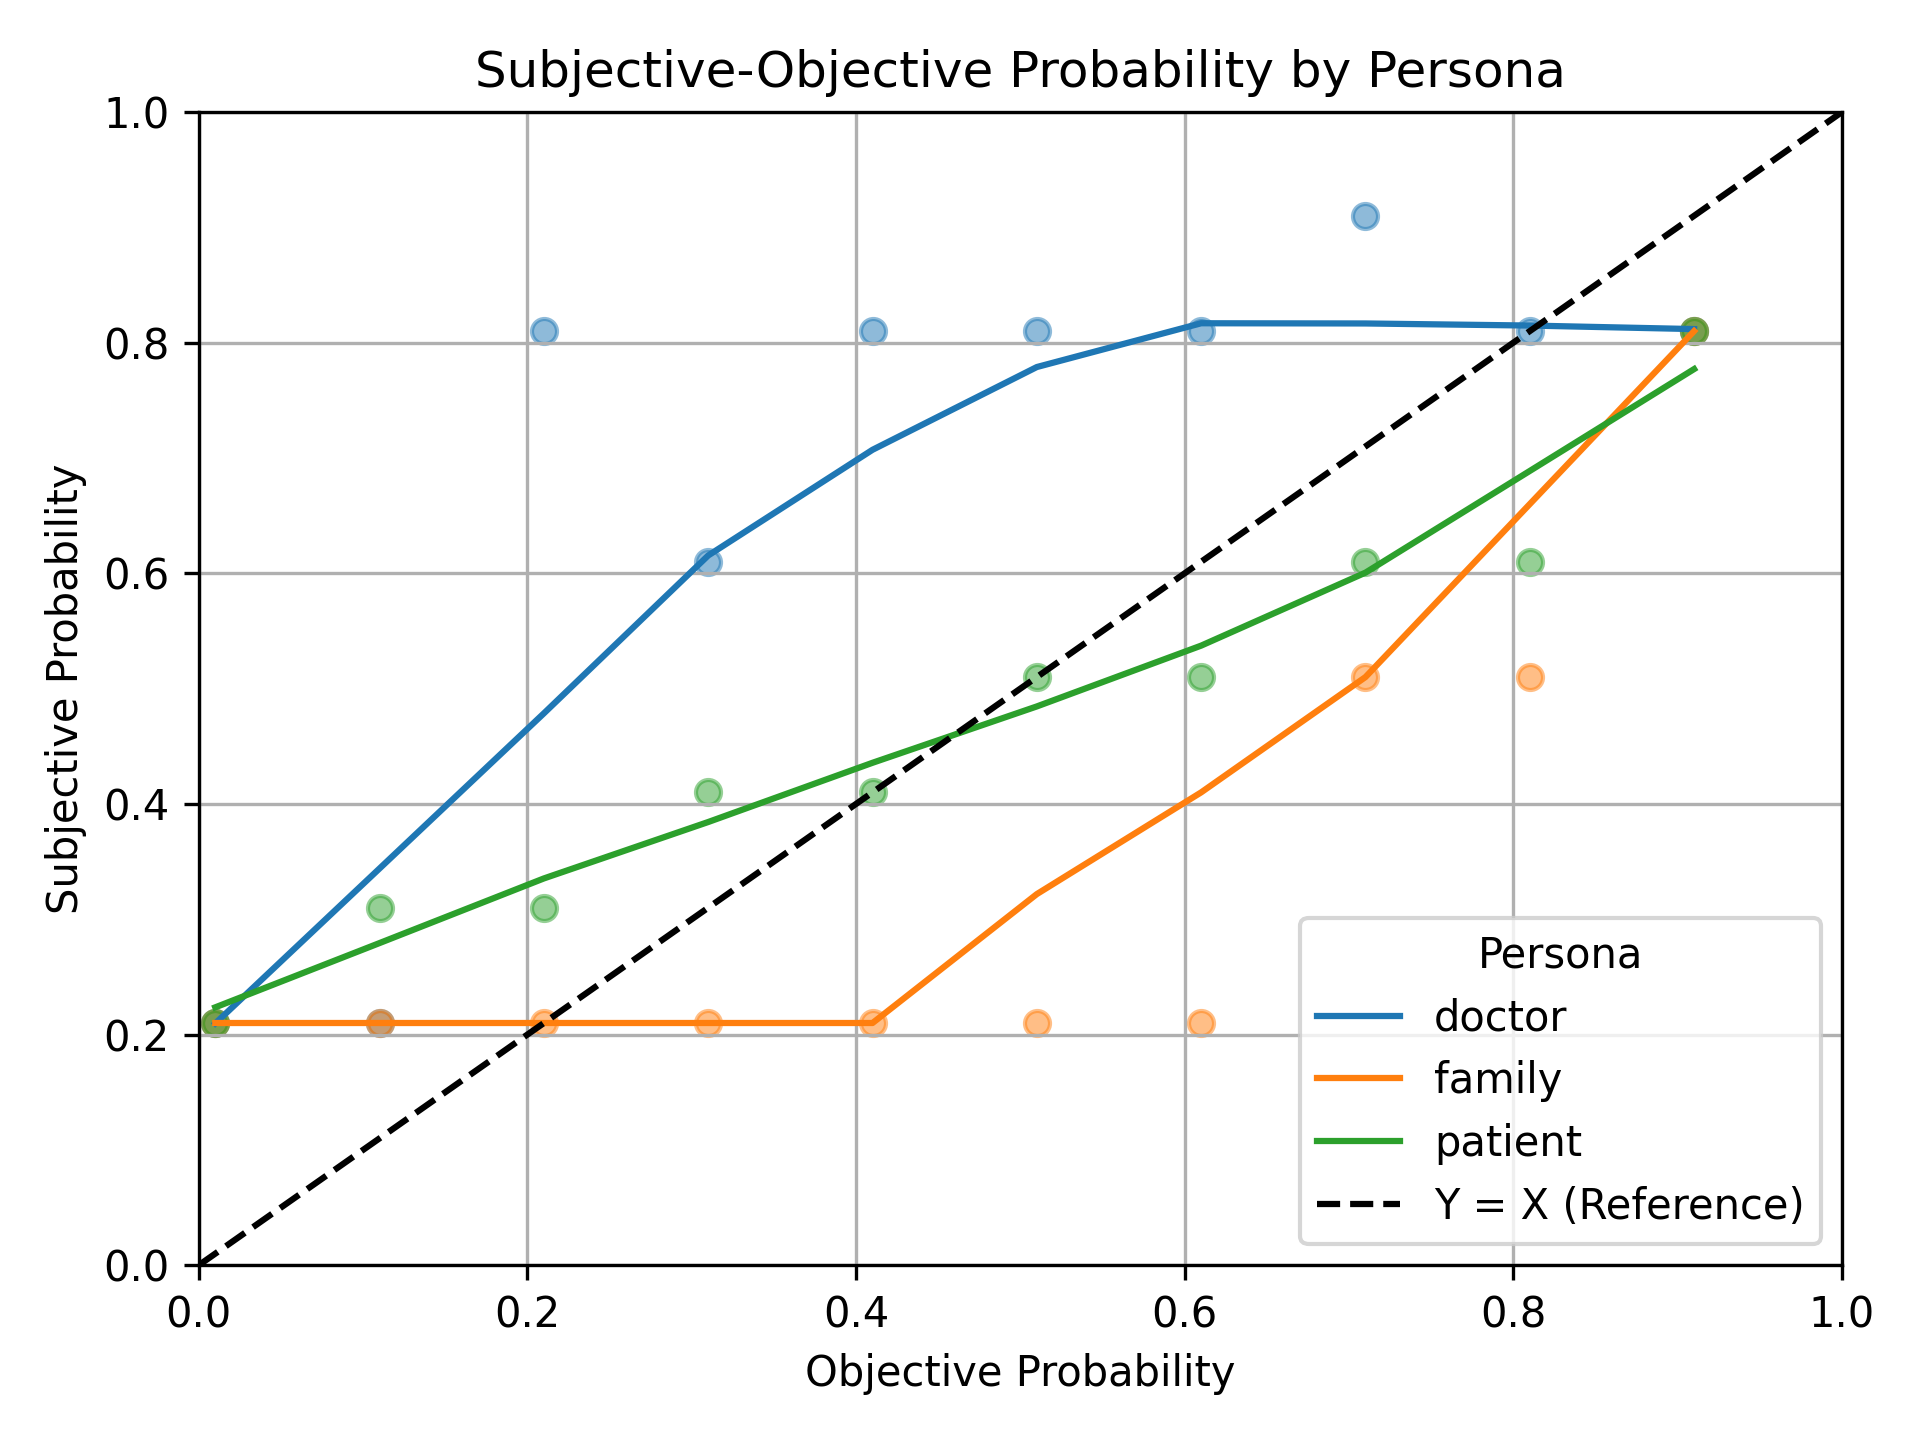 Subjective-Objective Probability by Persona
1.0
0.8
0.6
0.4
0.2
0.0
Subjective Probability
0.0 0.2 0.4 0.6 0.8 1.0
Objective Probability
Persona
doctor
family
patient
Y = X (Reference)